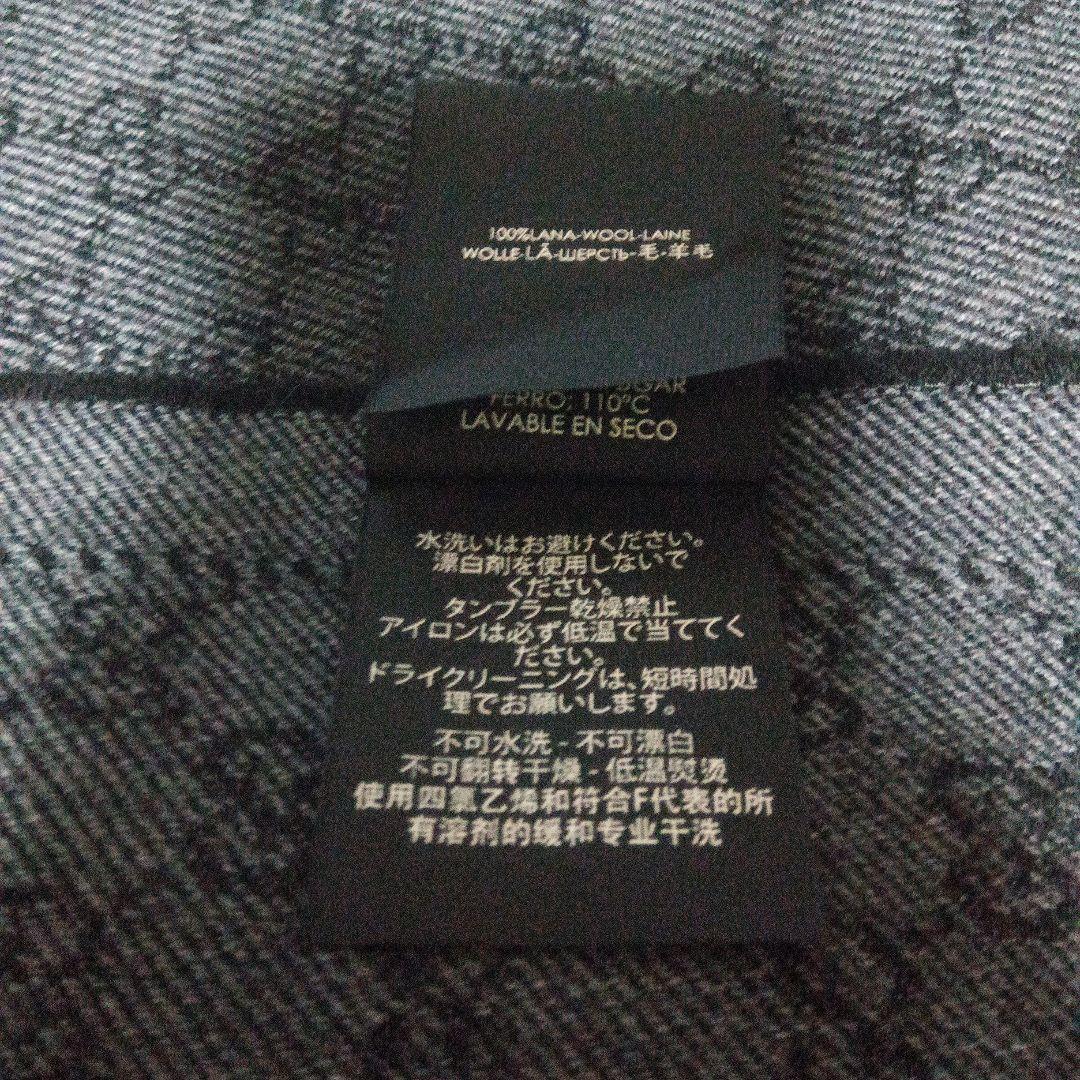 100%LANA-WOOL-LAINE
WOLLE-LÃ-ШЕРСТЬ-毛-羊毛
FERRO: 110°C
LAVABLE EN SECO
水洗いはお避けください。
漂白剤を使用しないで
ください。
タンブラー乾燥禁止
アイロンは必ず低温で当ててく
ださい。
ドライクリーニングは、短時間処
理でお願いします。
不可水洗 - 不可漂白
不可翻转干燥 - 低温熨烫
使用四氯乙烯和符合F代表的所
有溶剂的缓和专业干洗